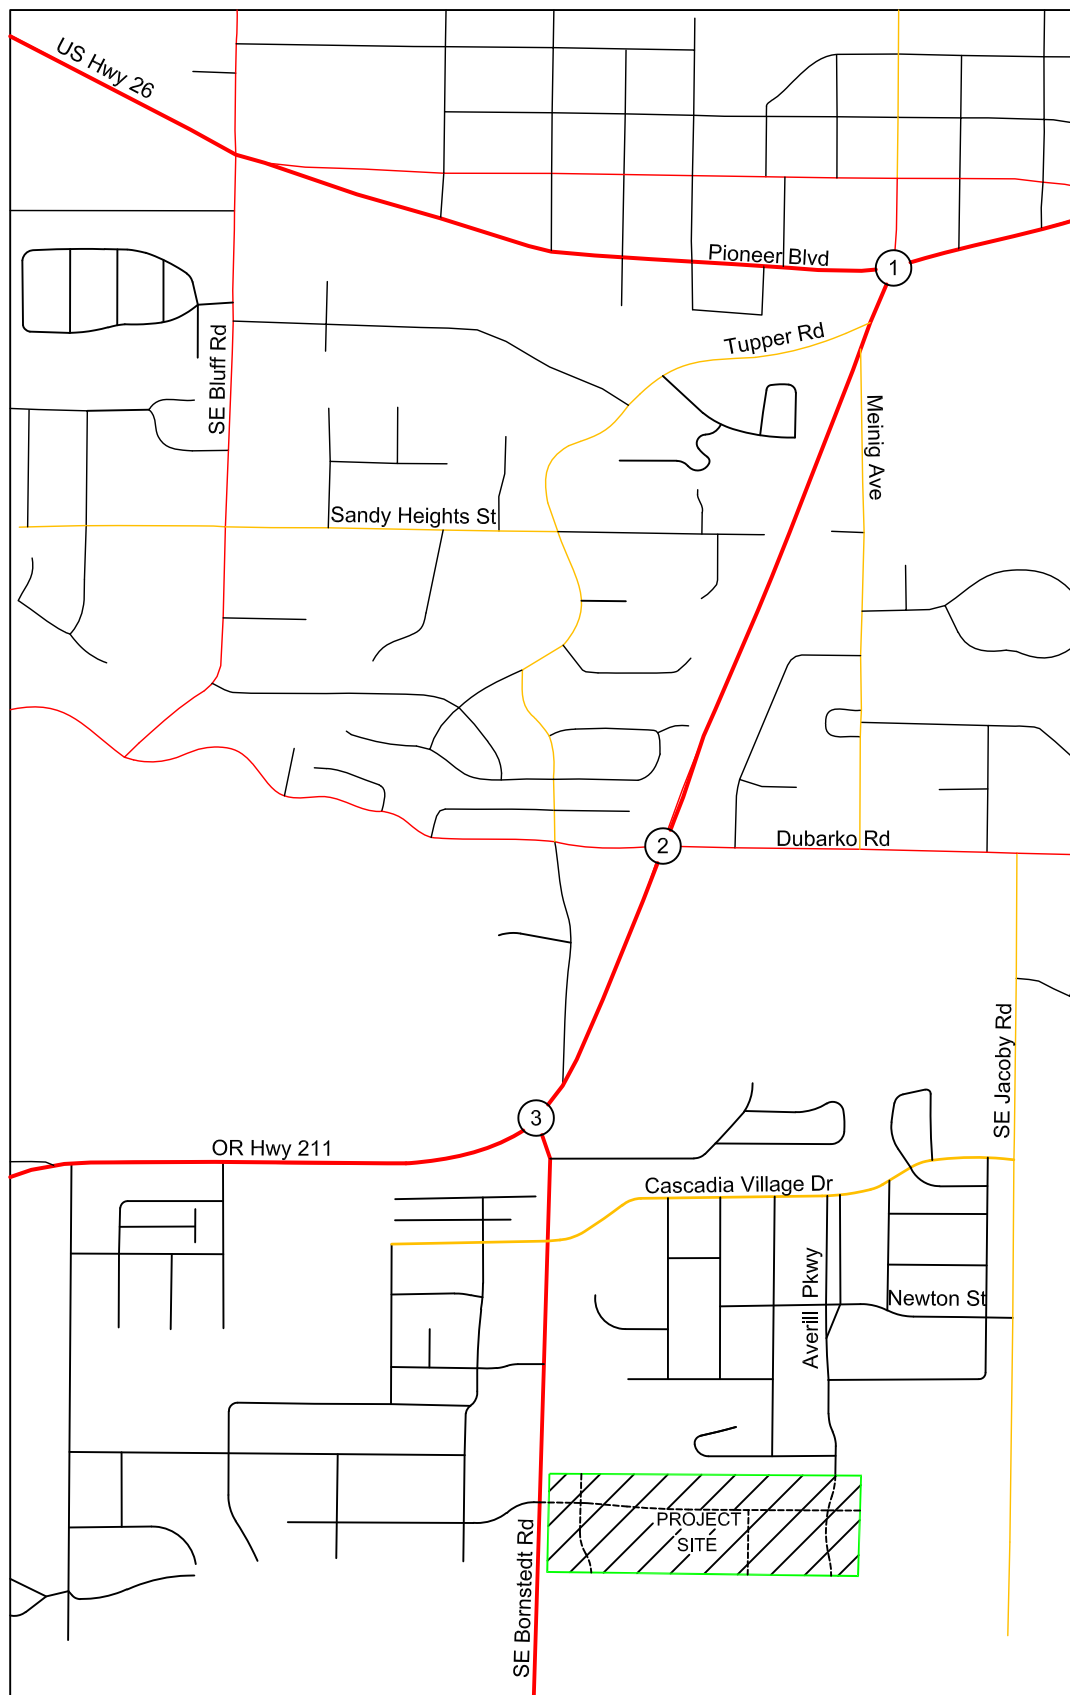 US Hwy 26
Pioneer Blvd
1
Tupper Rd
SE Bluff Rd
Meinig Ave
Sandy Heights St
2
Dubarko Rd
SE Jacoby Rd
3
OR Hwy 211
Cascadia Village Dr
Averill Pkwy
Newton St
PROJECT
SITE
SE Bornstedt Rd